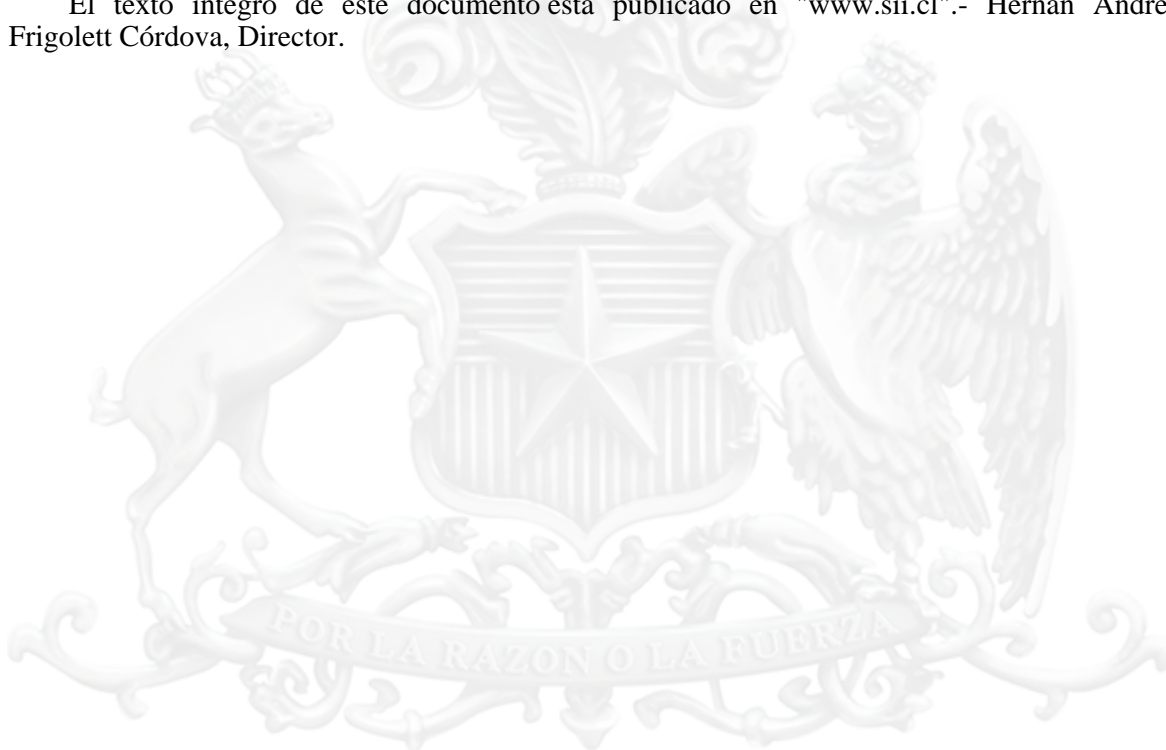 El texto íntegro de este documento está publicado en "www.sii.cl".- Hernán André
Frigolett Córdova, Director.
POR LA RAZON O LA FUERZA